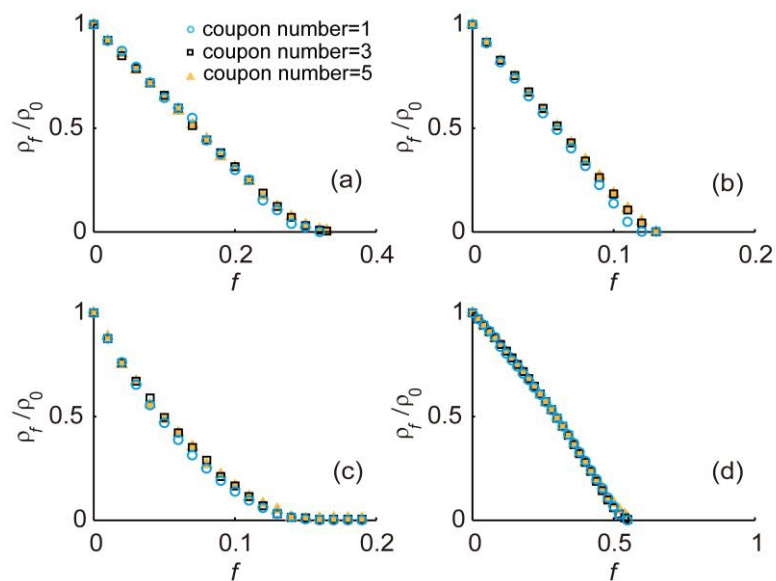 1
0.5
0
ρf/ρ0
0 0.2 0.4
f
(a)
coupon number=1
coupon number=3
coupon number=5
1
0.5
0
ρf/ρ0
0 0.1 0.2
f
(b)
1
0.5
0
ρf/ρ0
0 0.1 0.2
f
(c)
1
0.5
0
ρf/ρ0
0 0.5 1
f
(d)